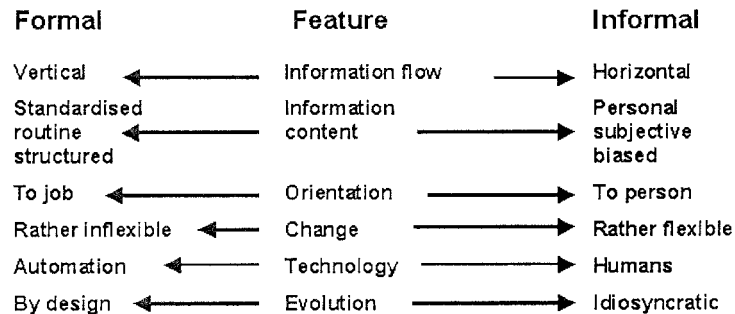 Formal Feature Informal
Vertical Information flow Horizontal
Standardised Information Personal
routine content subjective
structured biased
To job Orientation To person
Rather inflexible Change Rather flexible
Automation Technology Humans
By design Evolution Idiosyncratic